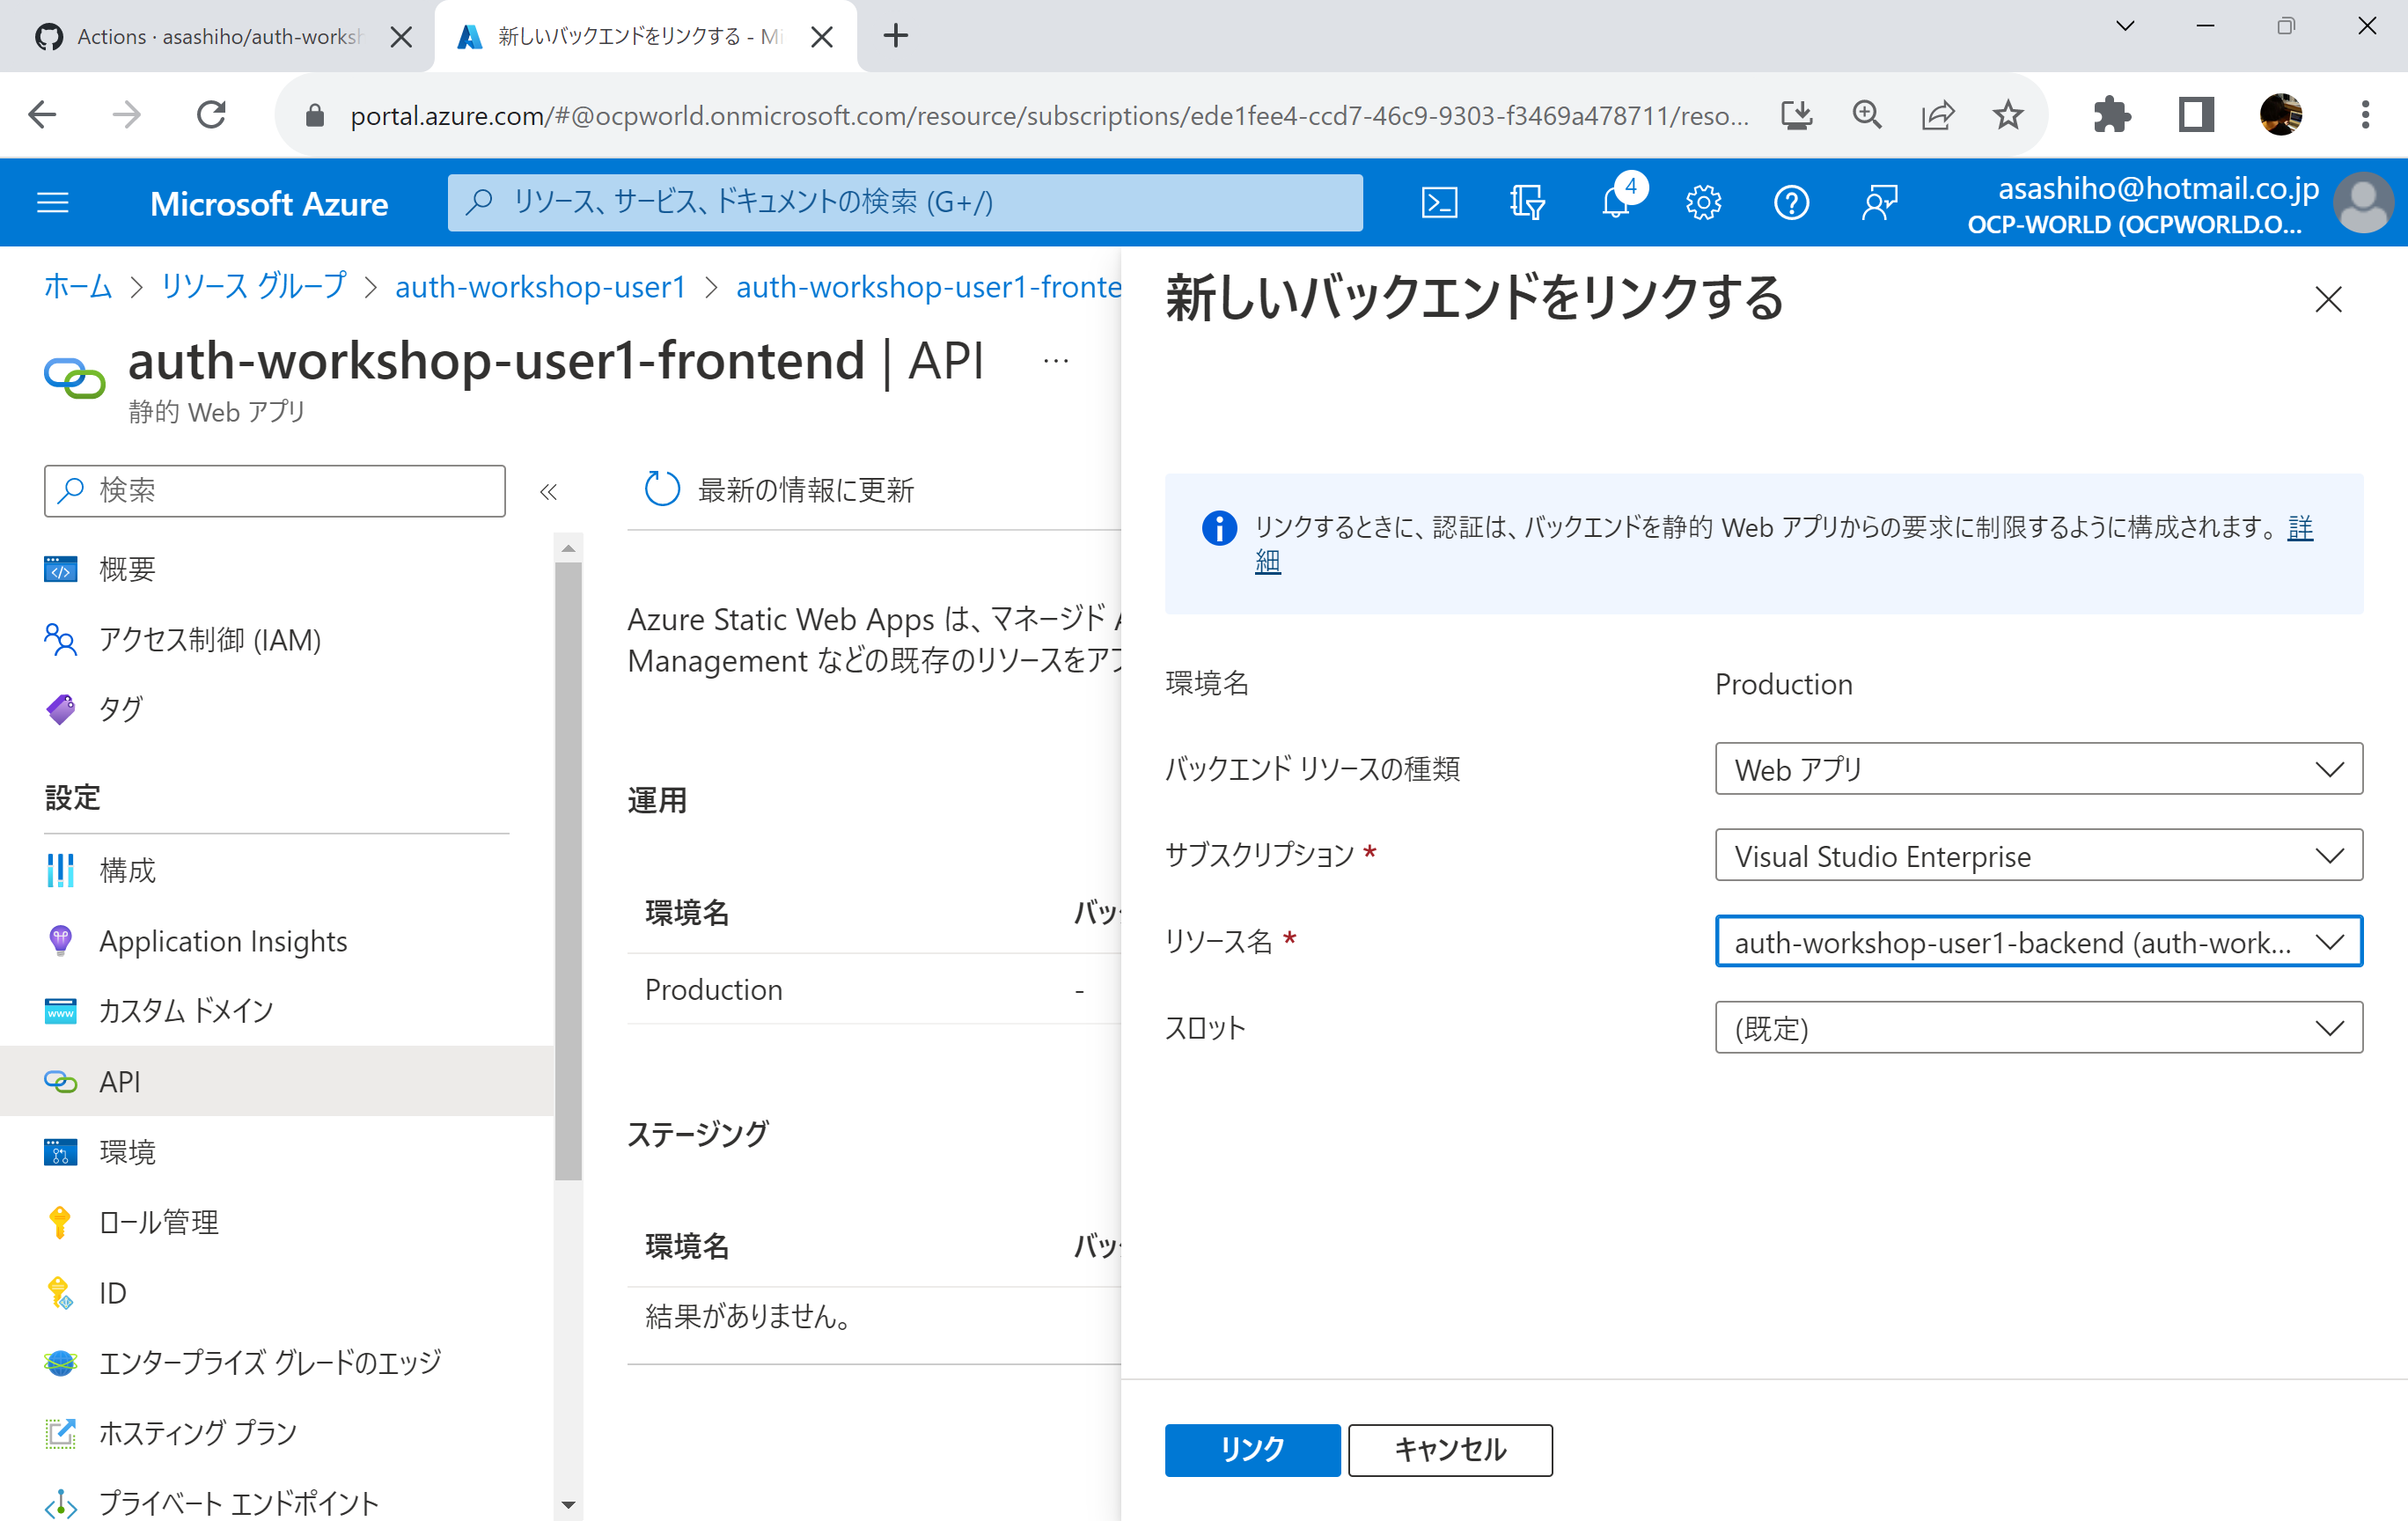 Actions · asashiho/auth-worksh
新しいバックエンドをリンクする - Mi
portal.azure.com/#@ocpworld.onmicrosoft.com/resource/subscriptions/ede1fee4-ccd7-46c9-9303-f3469a478711/reso...
Microsoft Azure
リソース、サービス、ドキュメントの検索 (G+/)
4
asashiho@hotmail.co.jp
OCP-WORLD (OCPWORLD.O...
ホーム > リソース グループ > auth-workshop-user1 > auth-workshop-user1-fronte
auth-workshop-user1-frontend | API ...
静的 Web アプリ
検索
«
概要
アクセス制御 (IAM)
タグ
設定
構成
Application Insights
カスタム ドメイン
API
環境
ロール管理
ID
エンタープライズ グレードのエッジ
ホスティング プラン
プライベート エンドポイント
最新の情報に更新
Azure Static Web Apps は、マネージド A
Management などの既存のリソースをアプ
運用
環境名 バック
Production -
ステージング
環境名 バック
結果がありません。
新しいバックエンドをリンクする
リンクするときに、認証は、バックエンドを静的 Web アプリからの要求に制限するように構成されます。詳
細
環境名 Production
バックエンド リソースの種類 Web アプリ
サブスクリプション * Visual Studio Enterprise
リソース名 * auth-workshop-user1-backend (auth-work...
スロット (既定)
リンク キャンセル